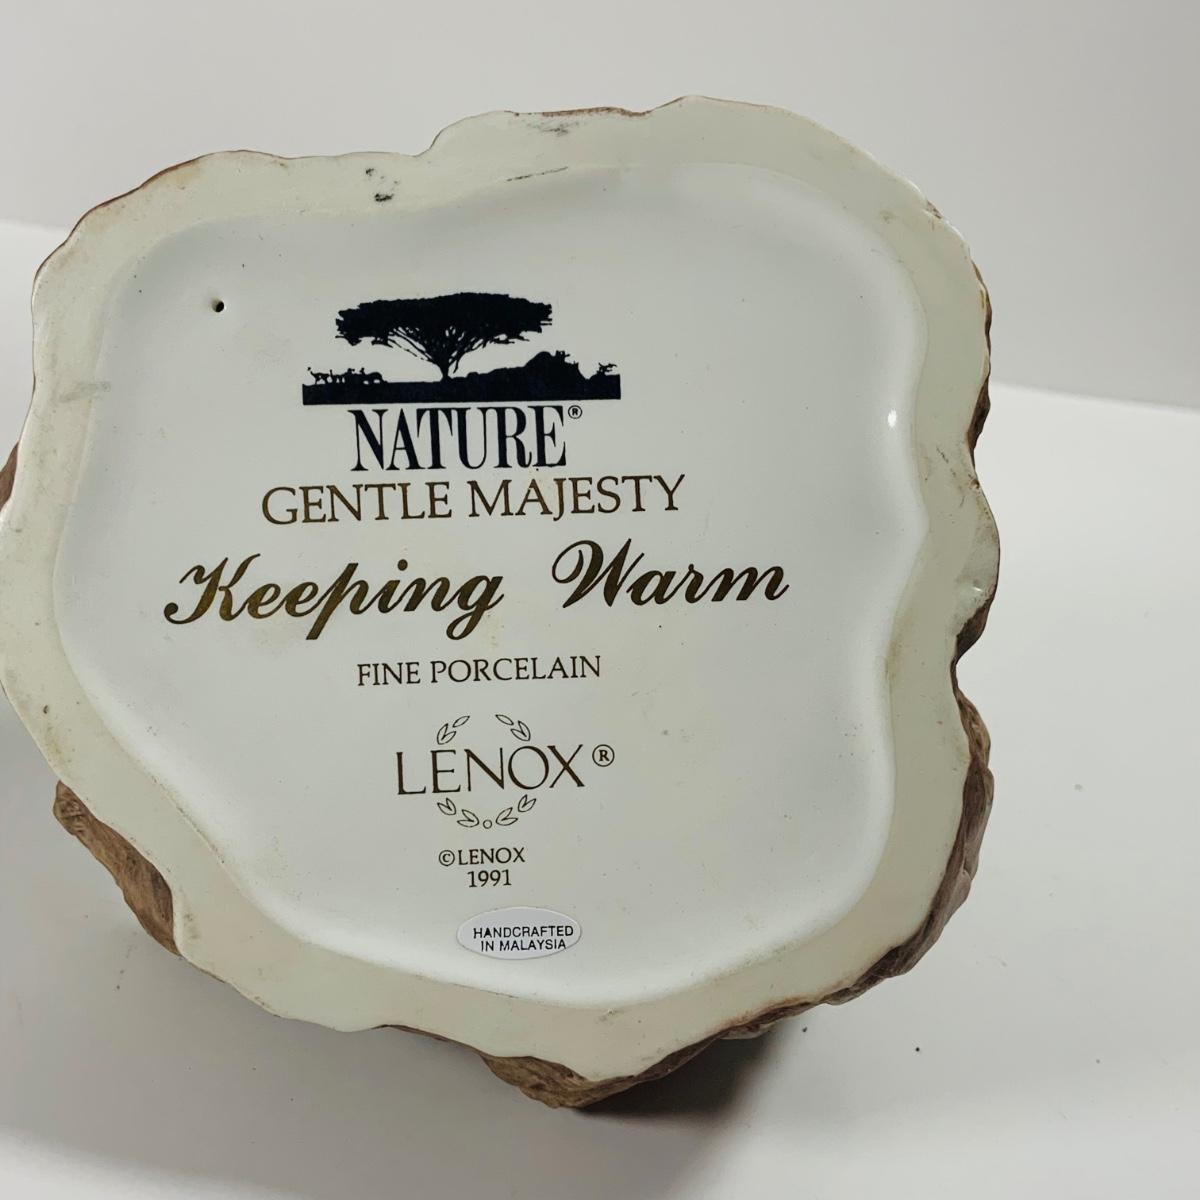 NATURE®
GENTLE MAJESTY
Keeping Warm
FINE PORCELAIN
LENOX®
©LENOX
1991
HANDCRAFTED
IN MALAYSIA